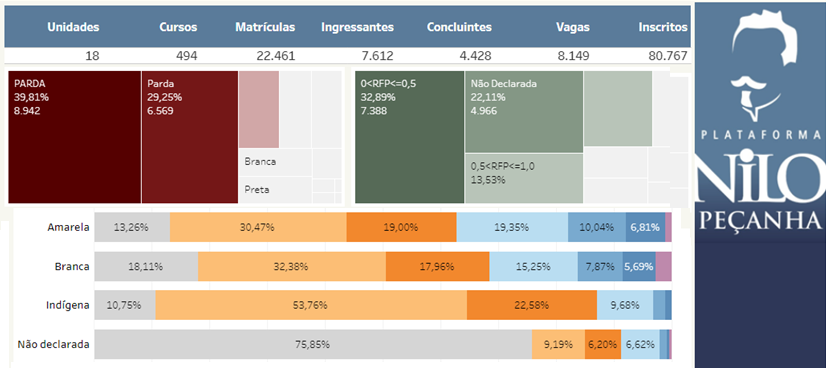 Unidades Cursos Matrículas Ingressantes Concluintes Vagas Inscritos
18 494 22.461 7.612 4.428 8.149 80.767
PARDA
39,81%
8.942
Parda
29,25%
6.569
Branca
Preta
0<RFP<=0,5
32,89%
7.388
Não Declarada
22,11%
4.966
0,5<RFP<=1,0
13,53%
PLATAFORMA
NILO
PEÇANHA
Amarela 13,26% 30,47% 19,00% 19,35% 10,04% 6,81%
Branca 18,11% 32,38% 17,96% 15,25% 7,87% 5,69%
Indígena 10,75% 53,76% 22,58% 9,68%
Não declarada 75,85% 9,19% 6,20% 6,62%